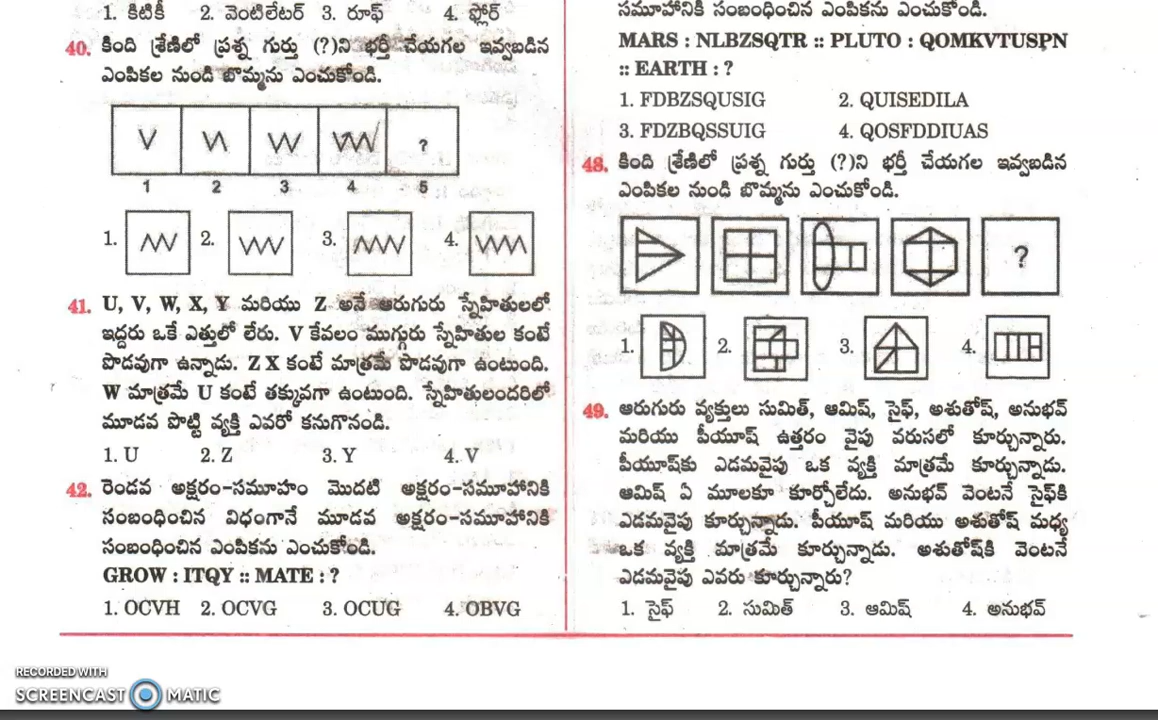 1. కిటికీ 2. వెంటిలేటర్ 3. రూఫ్ 4. ఫ్లోర్
40. కింది శ్రేణిలో ప్రశ్న గుర్తు (?)ని భర్తీ చేయగల ఇవ్వబడిన
ఎంపికల నుండి బొమ్మను ఎంచుకోండి.
?
1 2 3 4 5
1. 2. 3. 4.
41. U, V, W, X, Y మరియు Z అనే ఆరుగురు స్నేహితులలో
ఇద్దరు ఒకే ఎత్తులో లేరు. V కేవలం ముగ్గురు స్నేహితుల కంటే
పొడవుగా ఉన్నాడు. Z X కంటే మాత్రమే పొడవుగా ఉంటుంది.
W మాత్రమే U కంటే తక్కువగా ఉంటుంది. స్నేహితులందరిలో
మూడవ పొట్టి వ్యక్తి ఎవరో కనుగొనండి.
1. U 2. Z 3. Y 4. V
42. రెండవ అక్షరం-సమూహం మొదటి అక్షరం-సమూహానికి
సంబంధించిన విధంగానే మూడవ అక్షరం-సమూహానికి
సంబంధించిన ఎంపికను ఎంచుకోండి.
GROW : ITQY :: MATE : ?
1. OCVH 2. OCVG 3. OCUG 4. OBVG
సమూహానికి సంబంధించిన ఎంపికను ఎంచుకోండి.
MARS : NLBZSQTR :: PLUTO : QOMKVTUSPN
:: EARTH : ?
1. FDBZSQUSIG 2. QUISEDILA
3. FDZBQSSUIG 4. QOSFDDIUAS
48. కింది శ్రేణిలో ప్రశ్న గుర్తు (?)ని భర్తీ చేయగల ఇవ్వబడిన
ఎంపికల నుండి బొమ్మను ఎంచుకోండి.
?
1. 2. 3. 4.
49. ఆరుగురు వ్యక్తులు సుమిత్, ఆమిష్, సైఫ్, అశుతోష్, అనుభవ్
మరియు పీయూష్ ఉత్తరం వైపు వరుసలో కూర్చున్నారు.
పీయూష్‌కు ఎడమవైపు ఒక వ్యక్తి మాత్రమే కూర్చున్నాడు.
ఆమిష్ ఏ మూలకూ కూర్చోలేదు. అనుభవ్ వెంటనే సైఫ్‌కి
ఎడమవైపు కూర్చున్నాడు. పీయూష్ మరియు అశుతోష్ మధ్య
ఒక వ్యక్తి మాత్రమే కూర్చున్నాడు. అశుతోష్‌కి వెంటనే
ఎడమవైపు ఎవరు కూర్చున్నారు?
1. సైఫ్ 2. సుమిత్ 3. ఆమిష్ 4. అనుభవ్
RECORDED WITH
SCREENCAST MATIC